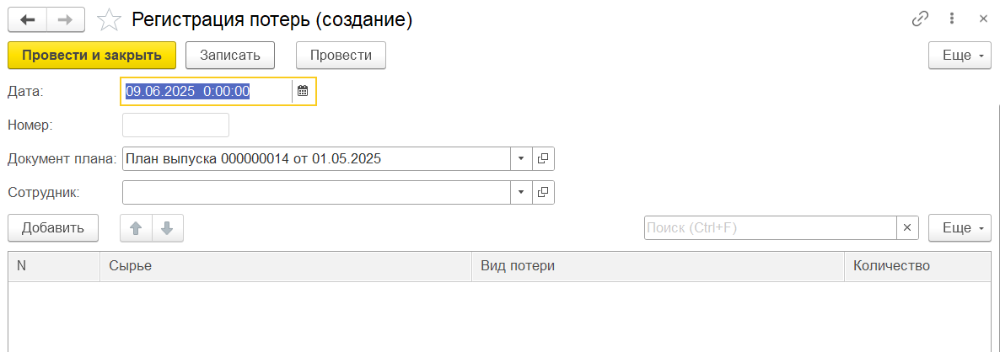 Регистрация потерь (создание)
Провести и закрыть Записать Провести Еще
Дата: 09.06.2025 0:00:00
Номер:
Документ плана: План выпуска 000000014 от 01.05.2025
Сотрудник:
Добавить Поиск (Ctrl+F) × Еще
N Сырье Вид потери Количество